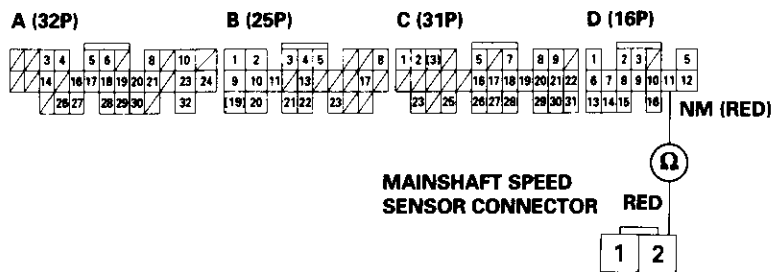 A (32P) B (25P) C (31P) D (16P)
3 4 5 6 8 10 1 2 3 4 5 8 1 2 (3) 5 7 8 9 1 2 3 5
14 16 17 18 19 20 21 23 24 9 10 11 13 17 16 17 18 19 20 21 22 6 7 8 9 10 11 12
26 27 28 29 30 32 (19) 20 21 22 23 23 25 26 27 28 29 30 31 13 14 15 16
NM (RED)
Ω
MAINSHAFT SPEED
SENSOR CONNECTOR RED
1 2